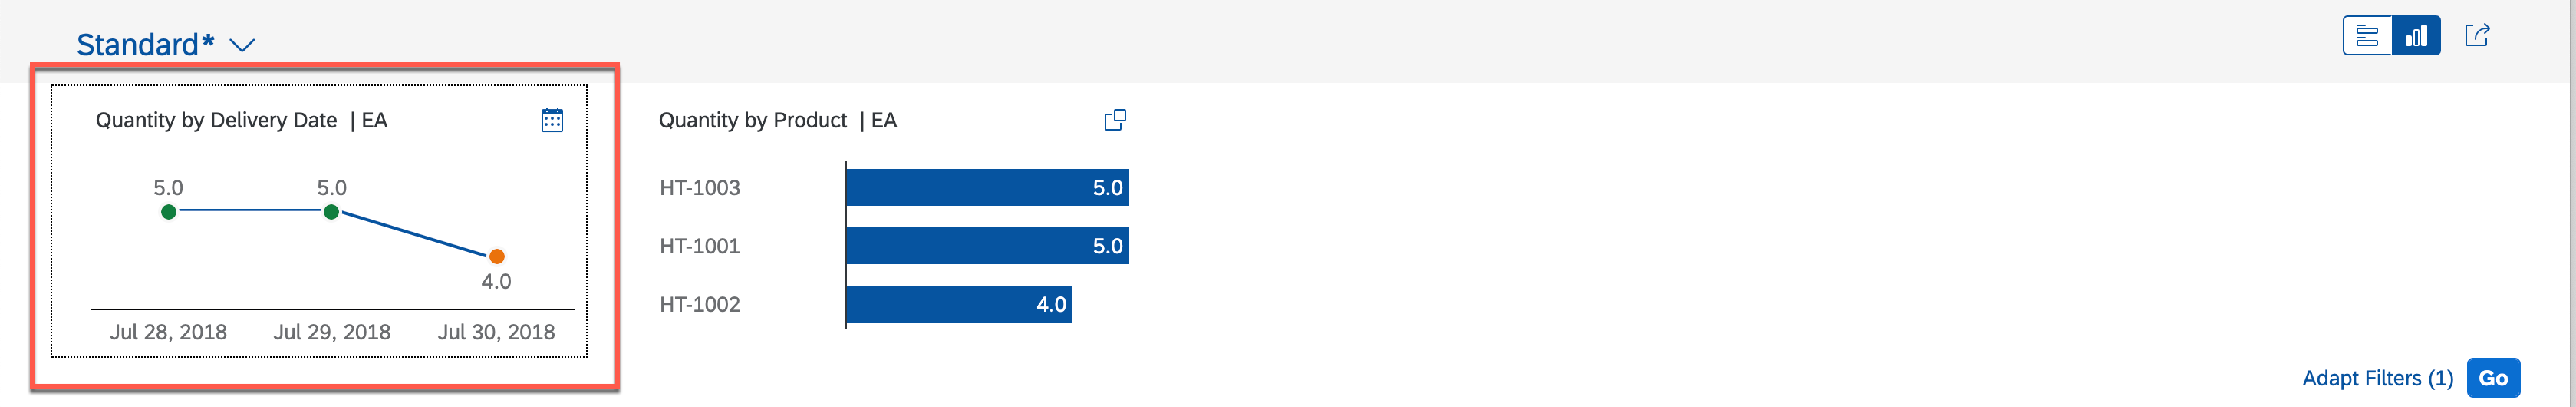 Standard*
Quantity by Delivery Date | EA
5.0
5.0
4.0
Jul 28, 2018
Jul 29, 2018
Jul 30, 2018
Quantity by Product | EA
HT-1003
5.0
HT-1001
5.0
HT-1002
4.0
Adapt Filters (1)
Go